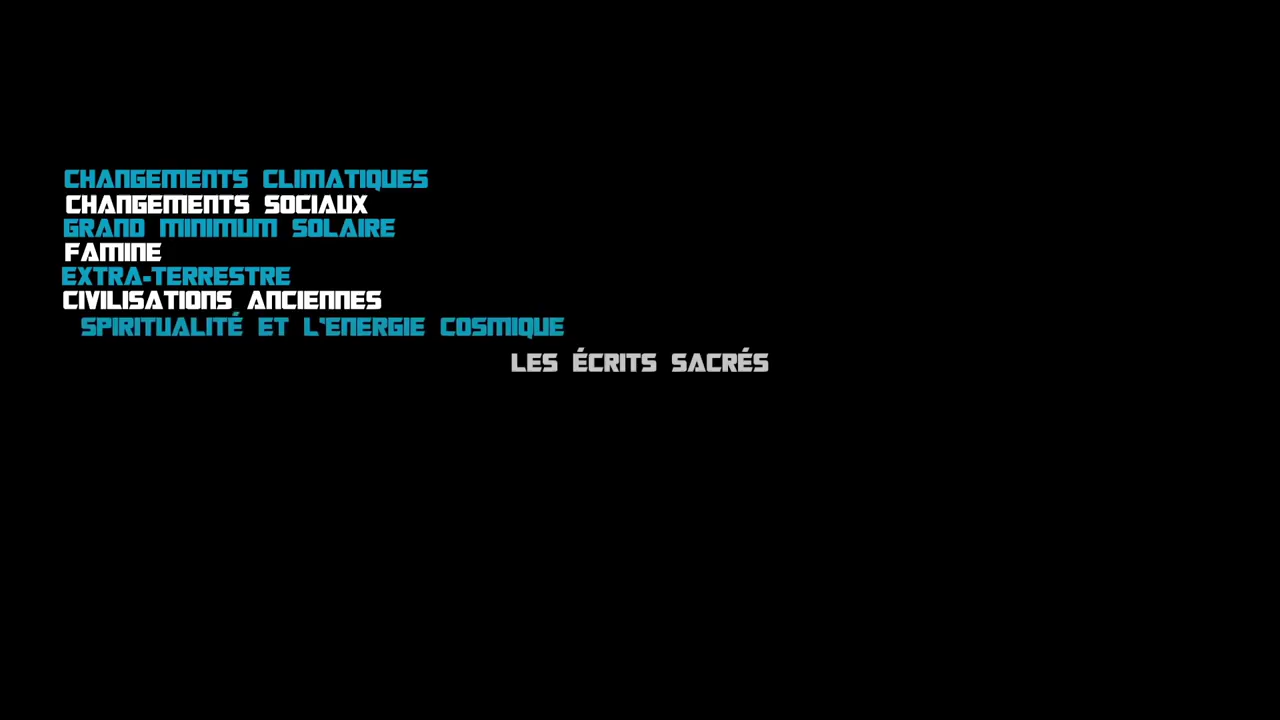 CHANGEMENTS CLIMATIQUES
CHANGEMENTS SOCIAUX
GRAND MINIMUM SOLAIRE
FAMINE
EXTRA-TERRESTRE
CIVILISATIONS ANCIENNES
SPIRITUALITÉ ET L'ENERGIE COSMIQUE
LES ÉCRITS SACRÉS